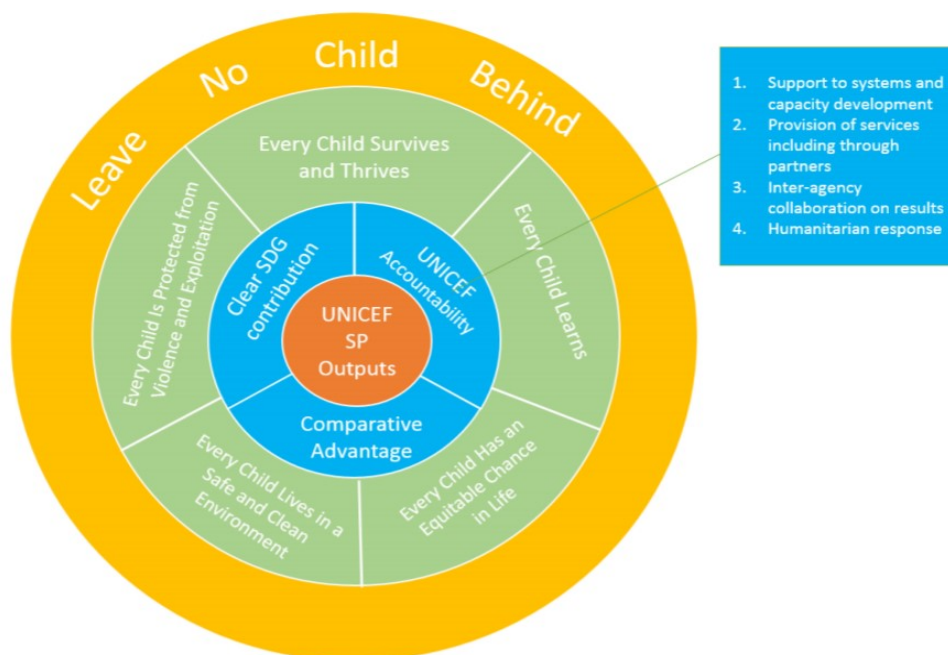 Leave No Child Behind
Every Child Survives
and Thrives
Every Child Is Protected from
Violence and Exploitation
Every Child Learns
Every Child Lives in a
Safe and Clean
Environment
Every Child Has an
Equitable Chance
in Life
Clear SDG
contribution
UNICEF
Accountability
Comparative
Advantage
UNICEF
SP
Outputs
1. Support to systems and
capacity development
2. Provision of services
including through
partners
3. Inter-agency
collaboration on results
4. Humanitarian response